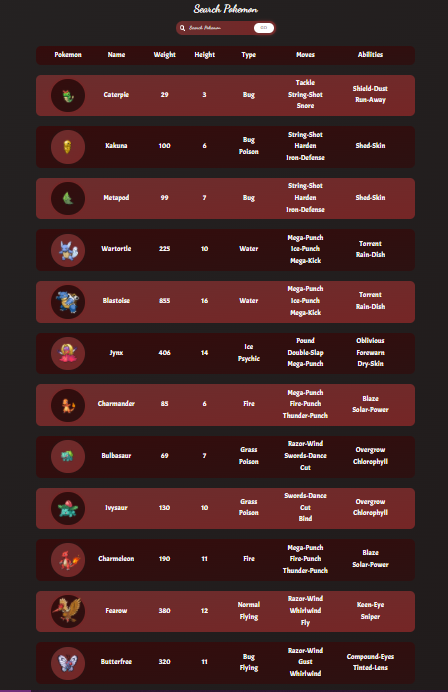 Search Pokemon
Search Pokemon
Pokemon Name Weight Height Type Moves Abilities
Caterpie 29 3 Bug Tackle String-Shot Snore Shield-Dust Run-Away
Kakuna 100 6 Bug Poison String-Shot Harden Iron-Defense Shed-Skin
Metapod 99 7 Bug String-Shot Harden Iron-Defense Shed-Skin
Wartortle 225 10 Water Mega-Punch Ice-Punch Mega-Kick Torrent Rain-Dish
Blastoise 855 16 Water Mega-Punch Ice-Punch Mega-Kick Torrent Rain-Dish
Jynx 406 14 Ice Psychic Pound Double-Slap Mega-Punch Oblivious Forewarn Dry-Skin
Charmander 85 6 Fire Mega-Punch Fire-Punch Thunder-Punch Blaze Solar-Power
Bulbasaur 69 7 Grass Poison Razor-Wind Swords-Dance Cut Overgrow Chlorophyll
Ivysaur 130 10 Grass Poison Swords-Dance Cut Bind Overgrow Chlorophyll
Charmeleon 190 11 Fire Mega-Punch Fire-Punch Thunder-Punch Blaze Solar-Power
Fearow 380 12 Normal Flying Razor-Wind Whirlwind Fly Keen-Eye Sniper
Butterfree 320 11 Bug Flying Razor-Wind Gust Whirlwind Compound-Eyes Tinted-Lens